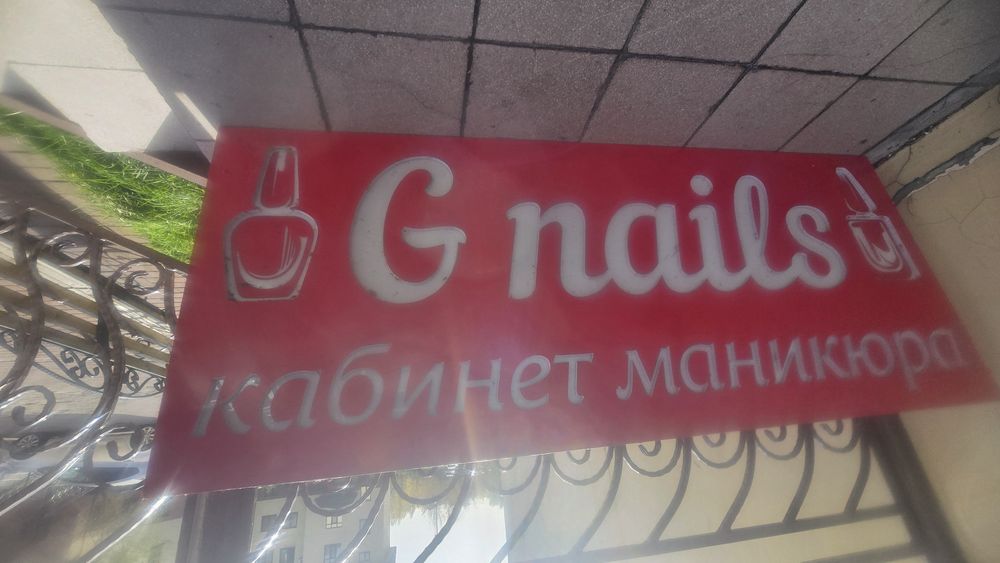 G nails
кабинет маникюра